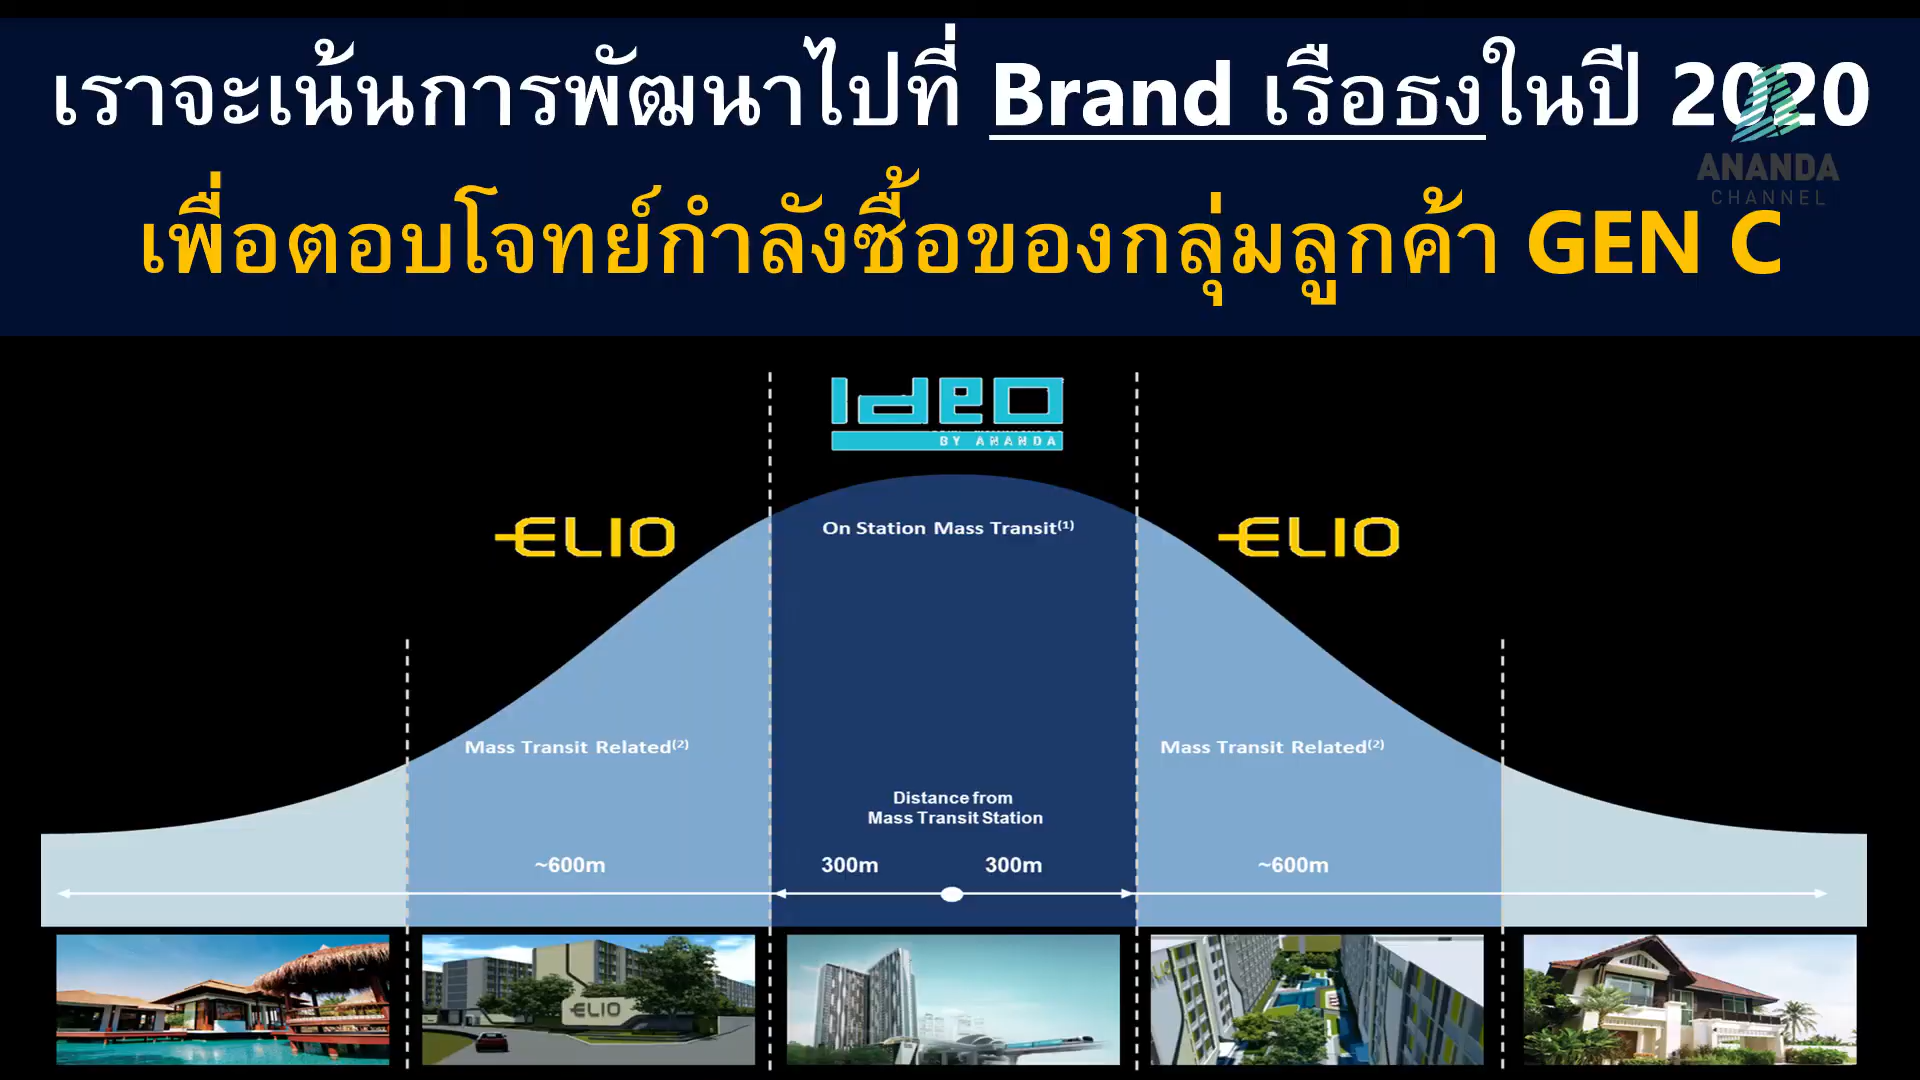 เราจะเน้นการพัฒนาไปที่ Brand เรือธงในปี 2020
ANANDA
CHANNEL
เพื่อตอบโจทย์กำลังซื้อของกลุ่มลูกค้า GEN C
Ideo
BY ANANDA
ELIO
ELIO
On Station Mass Transit(1)
Mass Transit Related(2)
Mass Transit Related(2)
Distance from
Mass Transit Station
~600m
300m
300m
~600m
ELIO